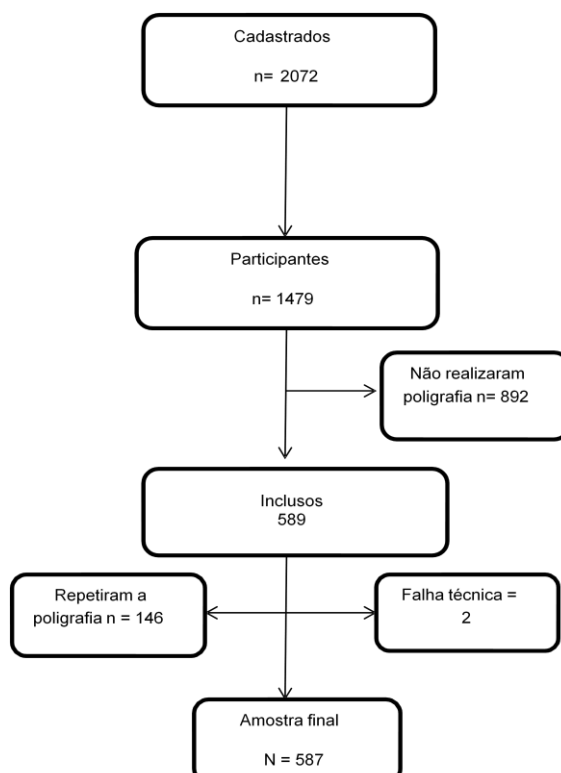 Cadastrados
n= 2072
Participantes
n= 1479
Não realizaram
poligrafia n= 892
Inclusos
589
Repetiram a
poligrafia n = 146
Falha técnica =
2
Amostra final
N = 587